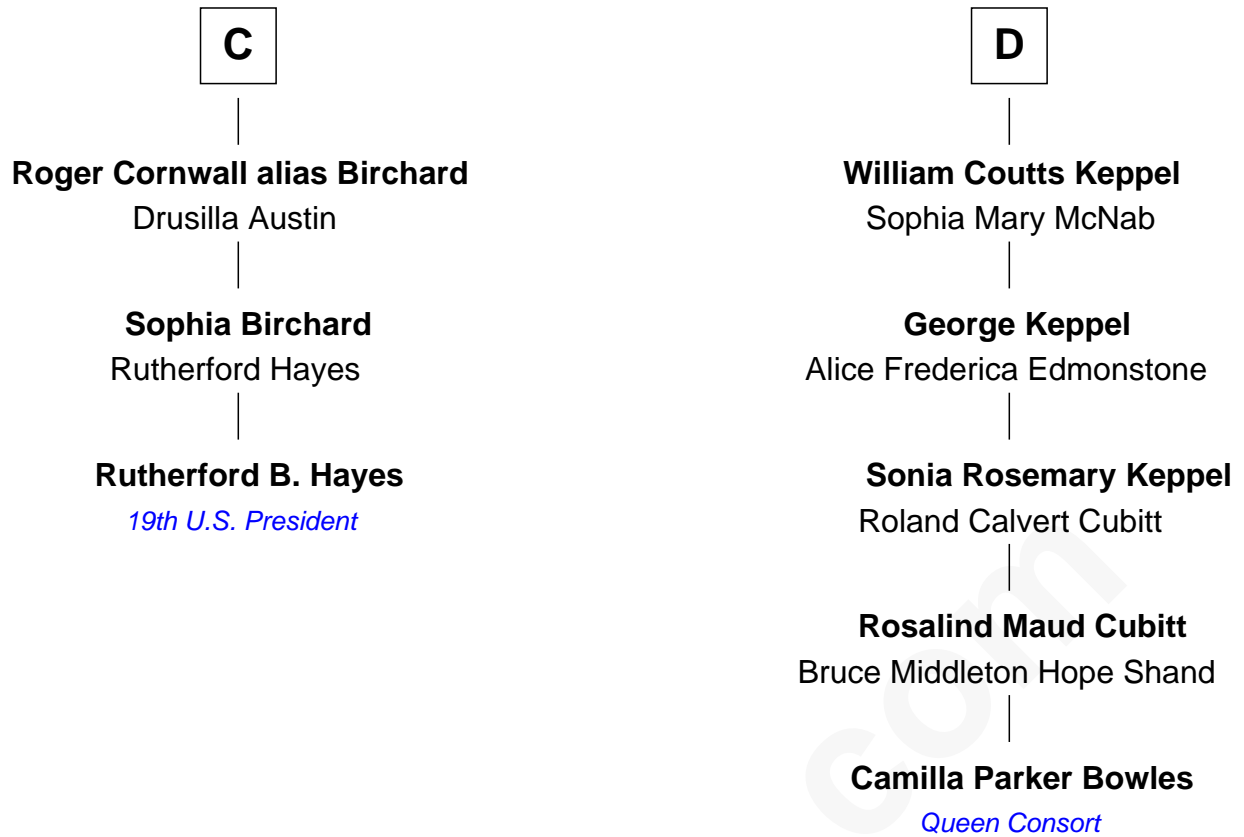 C
Roger Cornwall alias Birchard
Drusilla Austin
Sophia Birchard
Rutherford Hayes
Rutherford B. Hayes
19th U.S. President
D
William Coutts Keppel
Sophia Mary McNab
George Keppel
Alice Frederica Edmonstone
Sonia Rosemary Keppel
Roland Calvert Cubitt
Rosalind Maud Cubitt
Bruce Middleton Hope Shand
Camilla Parker Bowles
Queen Consort
com